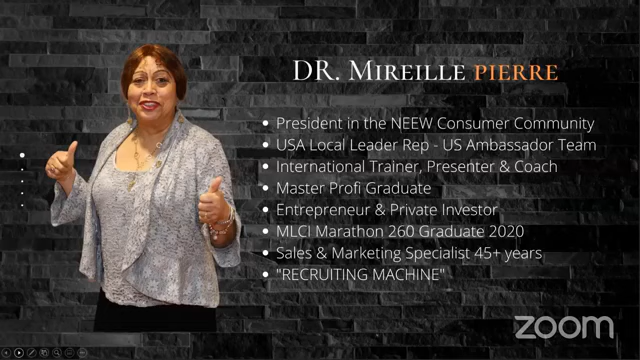 DR. MIREILLE PIERRE
• President in the NEEW Consumer Community
• USA Local Leader Rep - US Ambassador Team
• International Trainer, Presenter & Coach
• Master Profi Graduate
• Entrepreneur & Private Investor
• MLCI Marathon 260 Graduate 2020
• Sales & Marketing Specialist 45+ years
• "RECRUITING MACHINE"
zoom